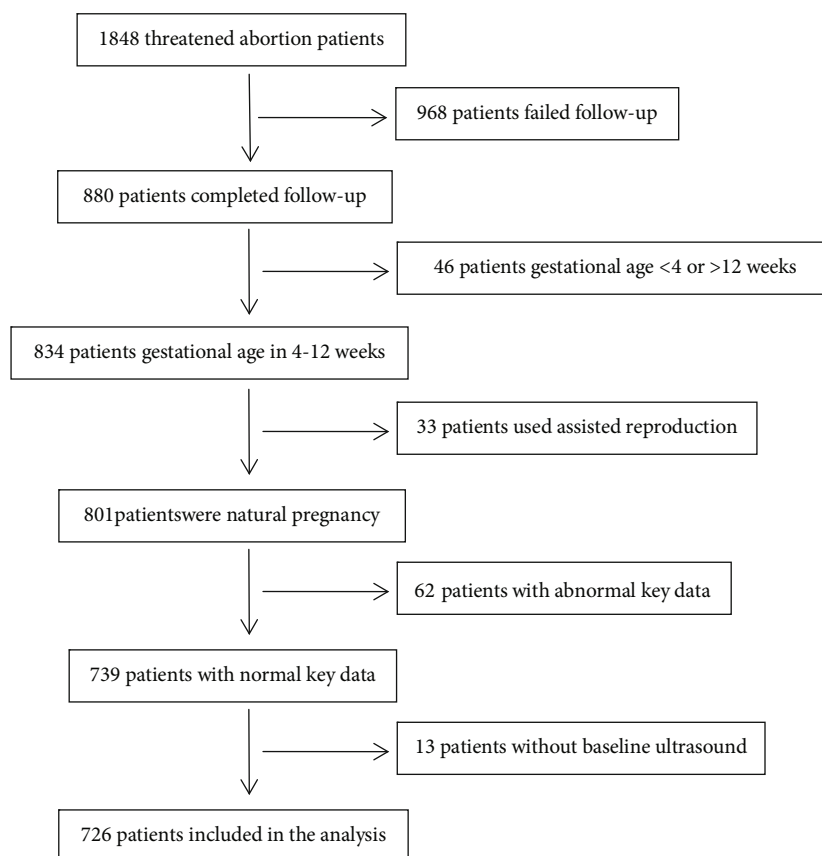 1848 threatened abortion patients
968 patients failed follow-up
880 patients completed follow-up
46 patients gestational age <4 or >12 weeks
834 patients gestational age in 4-12 weeks
33 patients used assisted reproduction
801patientswere natural pregnancy
62 patients with abnormal key data
739 patients with normal key data
13 patients without baseline ultrasound
726 patients included in the analysis